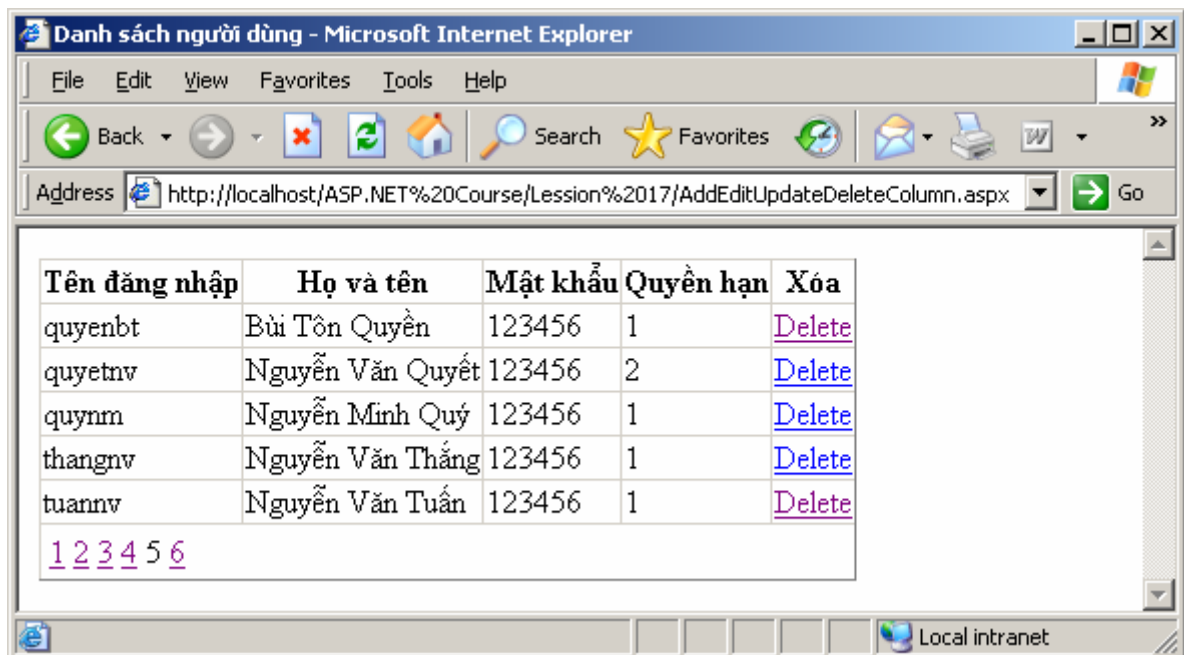 Danh sách người dùng - Microsoft Internet Explorer
File Edit View Favorites Tools Help
Back Search Favorites »
Address http://localhost/ASP.NET%20Course/Lession%2017/AddEditUpdateDeleteColumn.aspx Go
Tên đăng nhập Họ và tên Mật khẩu Quyền hạn Xóa
quyenbt Bùi Tôn Quyền 123456 1 Delete
quyetnv Nguyễn Văn Quyết 123456 2 Delete
quynm Nguyễn Minh Quý 123456 1 Delete
thangnv Nguyễn Văn Thắng 123456 1 Delete
tuannv Nguyễn Văn Tuấn 123456 1 Delete
1 2 3 4 5 6
Local intranet